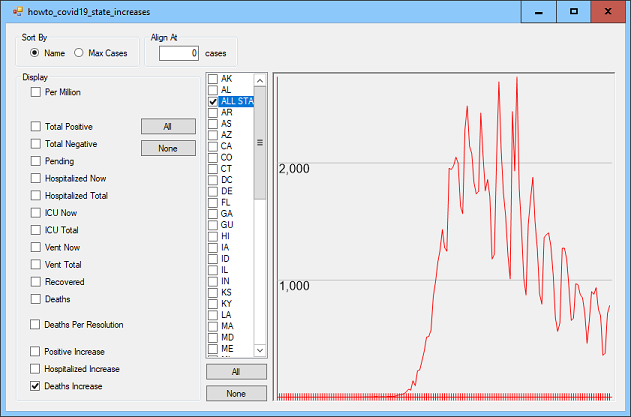 howto_covid19_state_increases
Sort By
Name
Max Cases
Align At
0 cases
Display
Per Million
Total Positive
Total Negative
Pending
Hospitalized Now
Hospitalized Total
ICU Now
ICU Total
Vent Now
Vent Total
Recovered
Deaths
Deaths Per Resolution
Positive Increase
Hospitalized Increase
Deaths Increase
All
None
AK
AL
ALL STA
AR
AS
AZ
CA
CO
CT
DC
DE
FL
GA
GU
HI
IA
ID
IL
IN
KS
KY
LA
MA
MD
ME
All
None
2,000
1,000